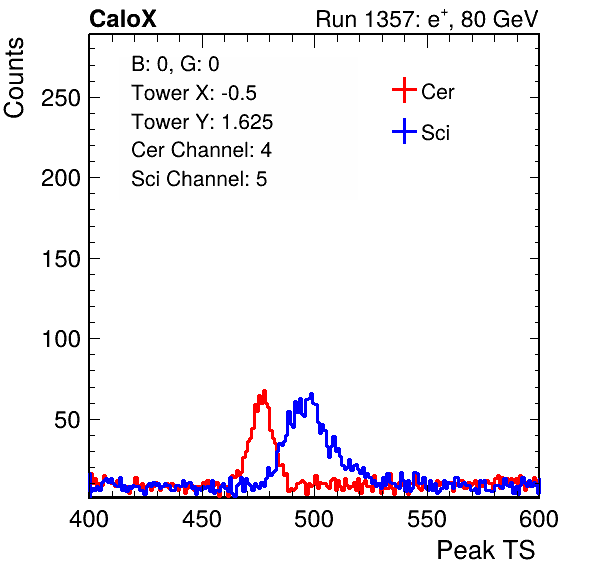 CaloX
Run 1357: e+, 80 GeV
Counts
B: 0, G: 0
Tower X: -0.5
Tower Y: 1.625
Cer Channel: 4
Sci Channel: 5
Cer
Sci
250
200
150
100
50
400 450 500 550 600
Peak TS